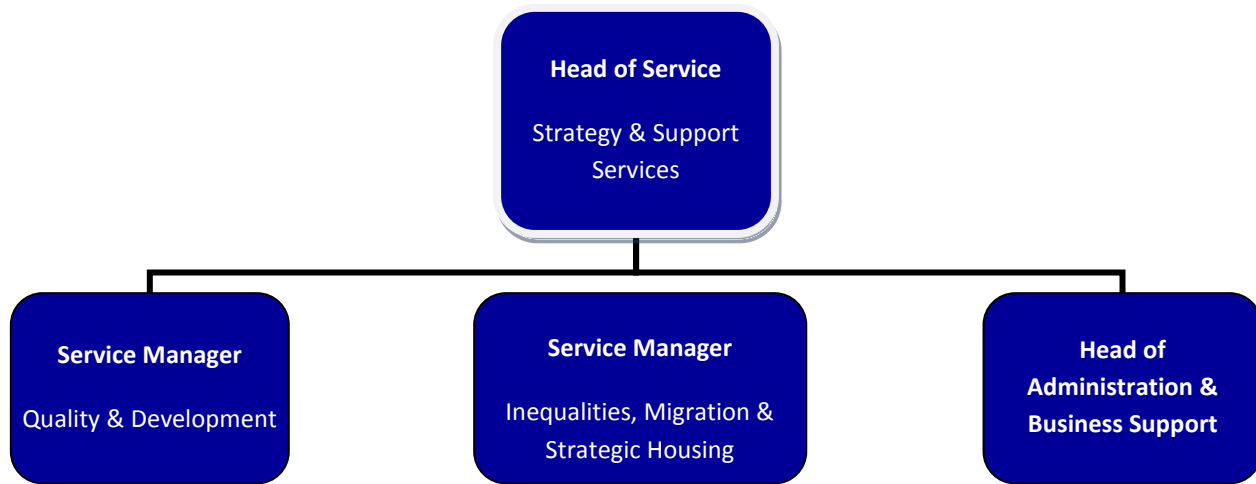 Head of Service
Strategy & Support
Services
Service Manager
Quality & Development
Service Manager
Inequalities, Migration &
Strategic Housing
Head of
Administration &
Business Support